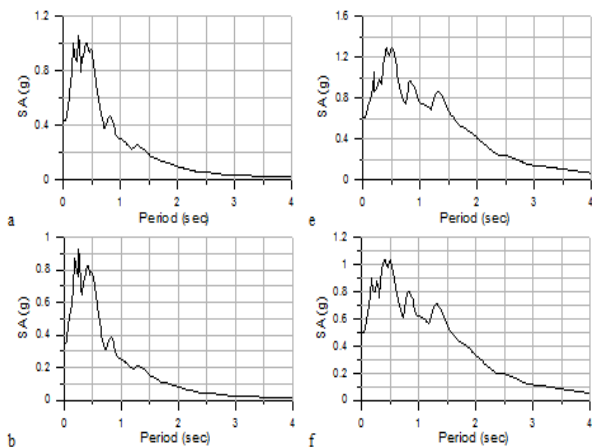 1.2
0.8
0.4
0
SA (g)
0 1 2 3 4
Period (sec)
a
1.6
1.2
0.8
0.4
0
SA (g)
0 1 2 3 4
Period (sec)
e
1
0.8
0.6
0.4
0.2
0
SA (g)
0 1 2 3 4
Period (sec)
b
1.2
1
0.8
0.6
0.4
0.2
0
SA (g)
0 1 2 3 4
Period (sec)
f